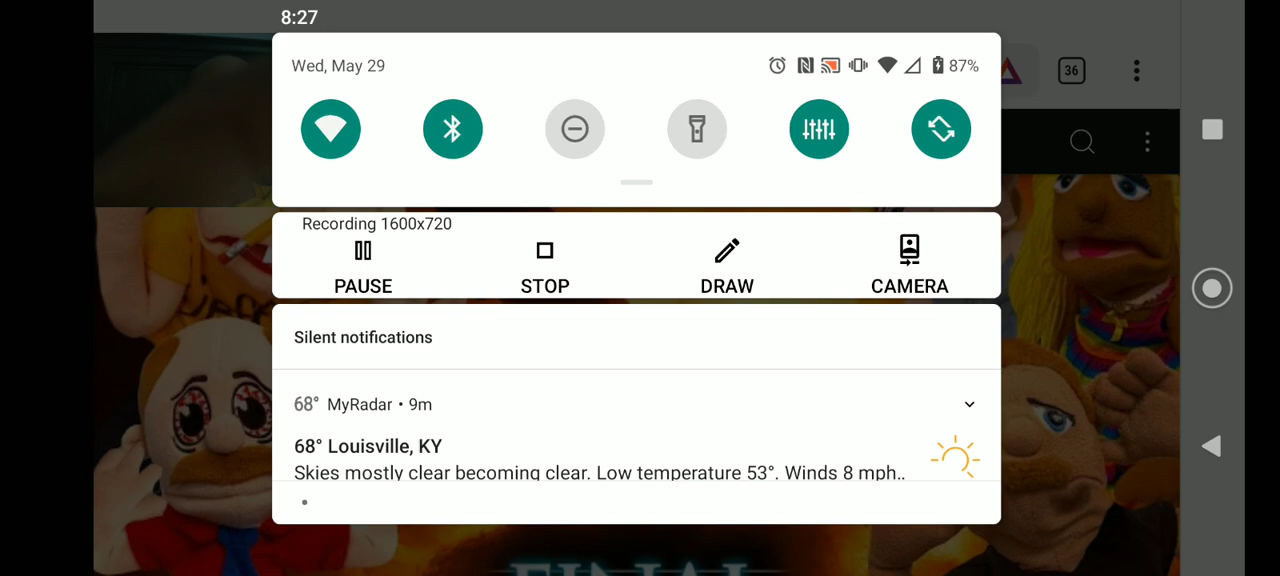 8:27
Wed, May 29
87%
36
Recording 1600x720
PAUSE
STOP
DRAW
CAMERA
Silent notifications
68° MyRadar • 9m
68° Louisville, KY
Skies mostly clear becoming clear. Low temperature 53°. Winds 8 mph..
FINAL